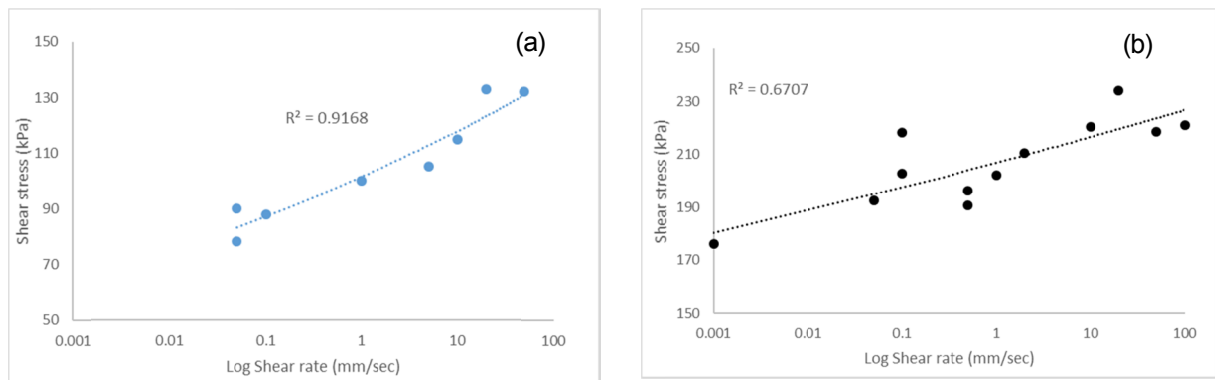 (a)
150
130
110
90
70
50
Shear stress (kPa)
R² = 0.9168
0.001 0.01 0.1 1 10 100
Log Shear rate (mm/sec)
(b)
250
230
210
190
170
150
Shear stress (kPa)
R² = 0.6707
0.001 0.01 0.1 1 10 100
Log Shear rate (mm/sec)